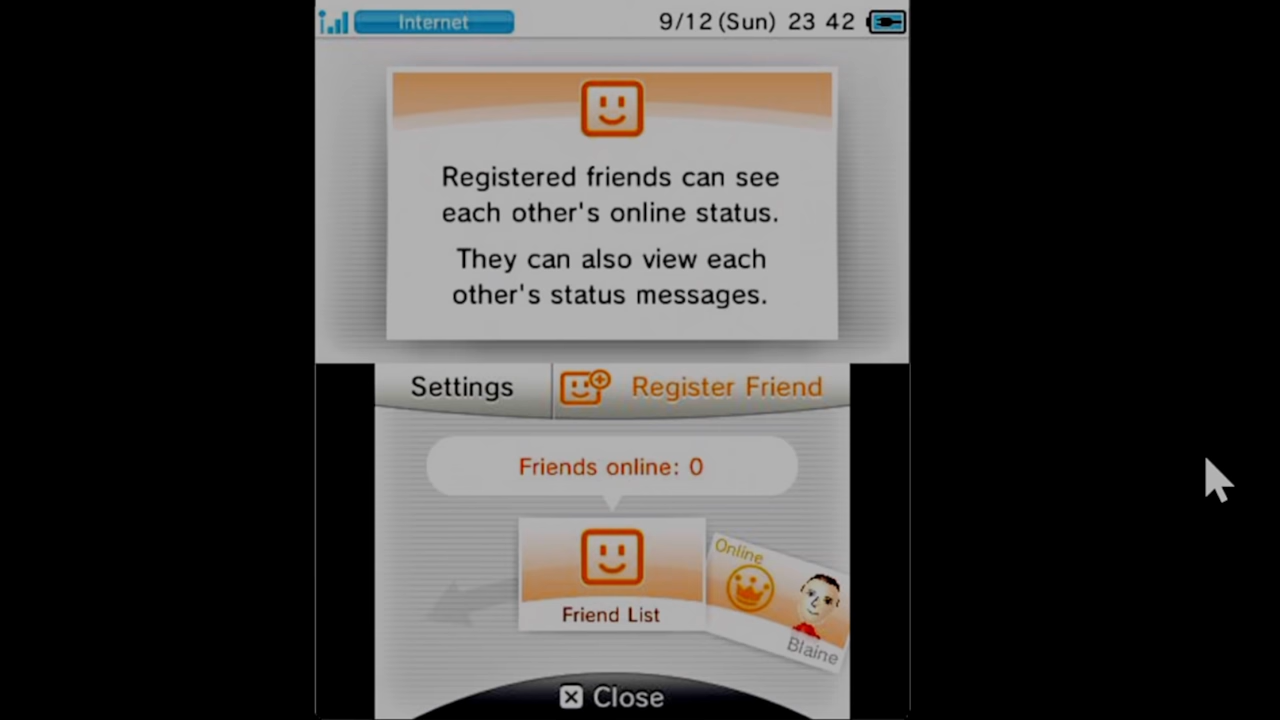 Internet
9/12 (Sun) 23 42
Registered friends can see
each other's online status.
They can also view each
other's status messages.
Settings
Register Friend
Friends online: 0
Online
Friend List
Blaine
Close